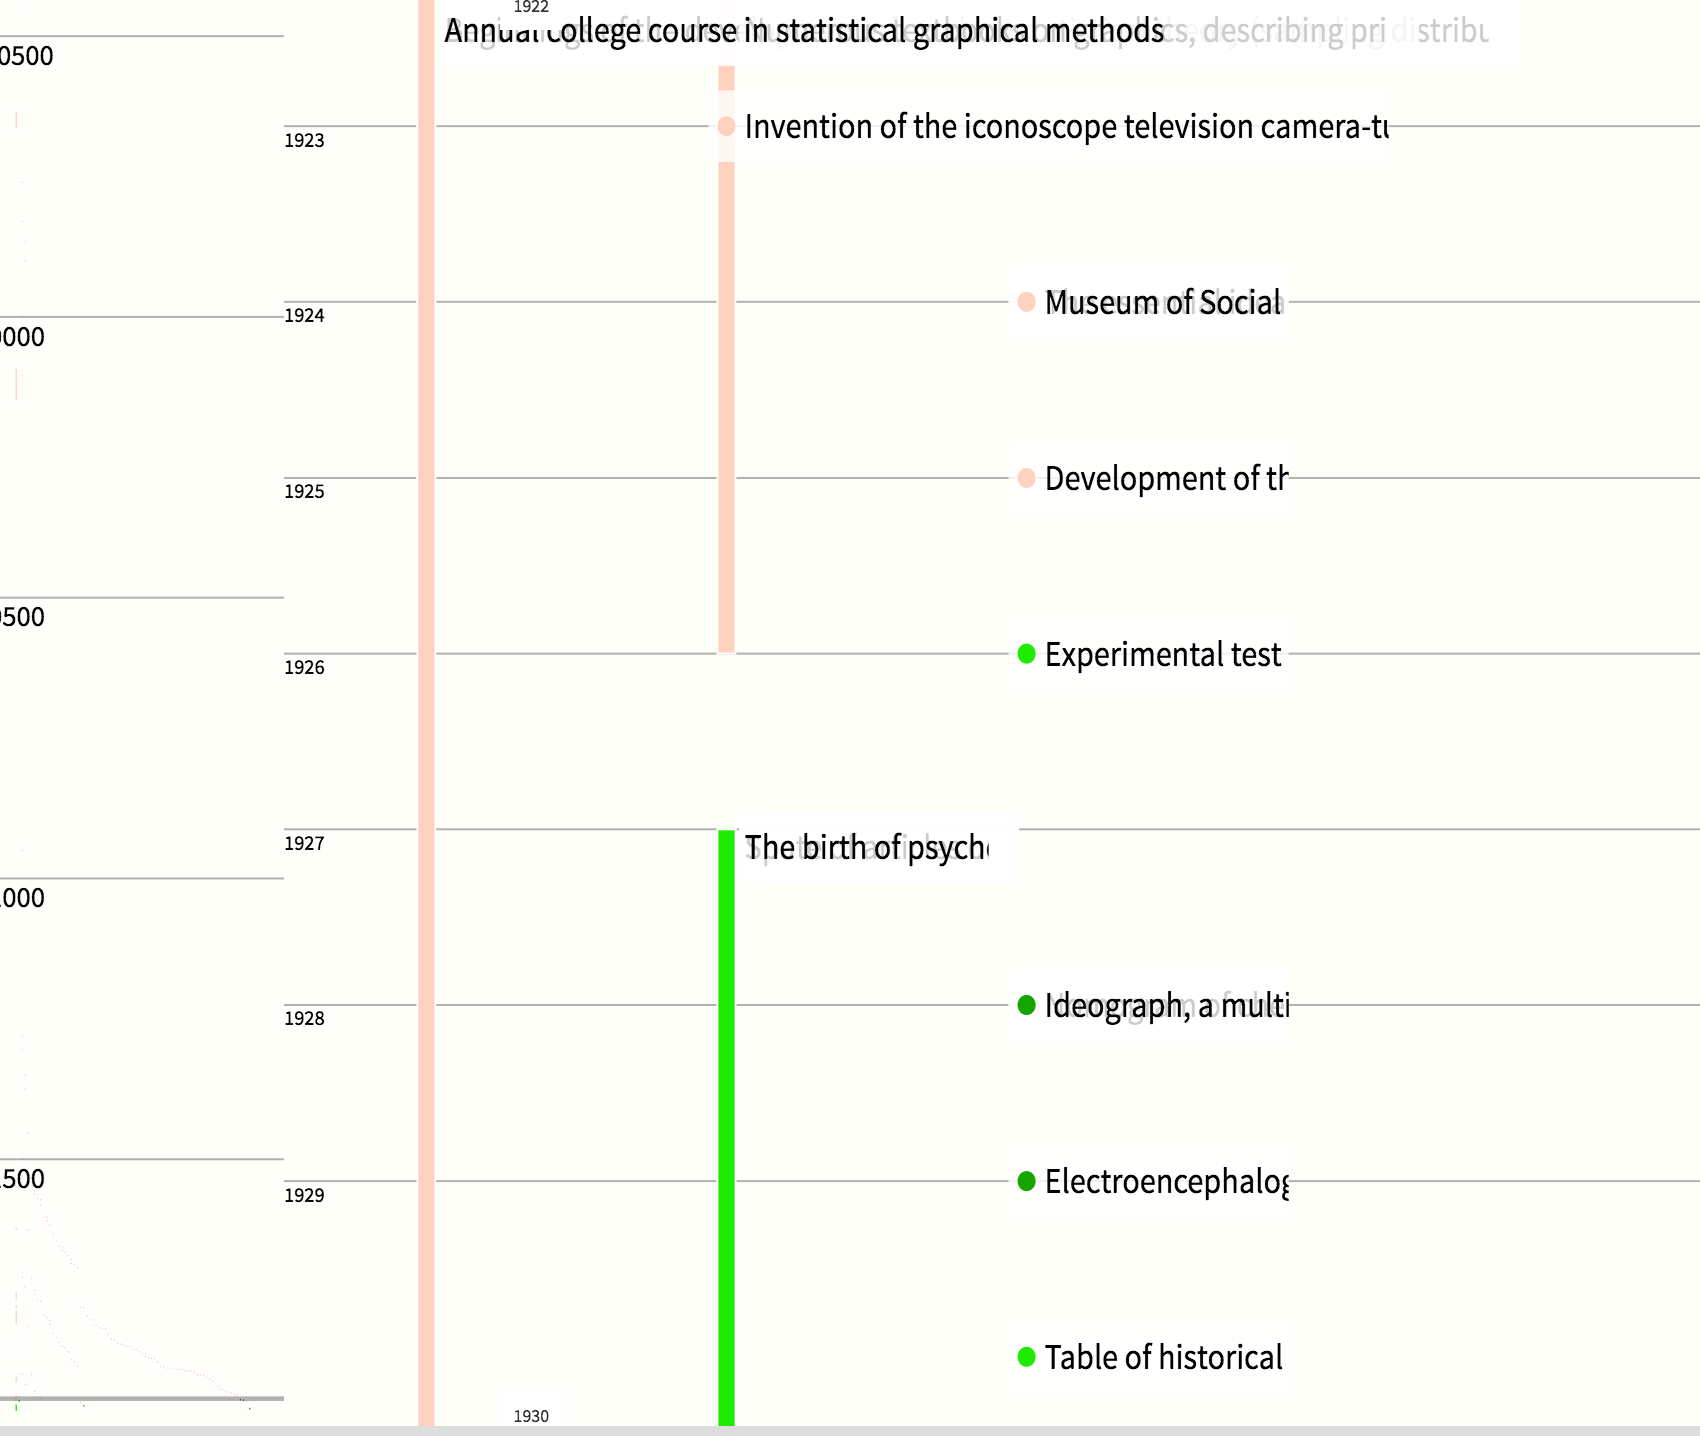 1922
Annual college course in statistical graphical methods, describing
0500
1923
Invention of the iconoscope television camera-tu
1924
Museum of Social
0000
1925
Development of th
0500
1926
Experimental test
1927
The birth of psycho
1000
1928
Ideograph, a multi
500
1929
Electroencephalog
Table of historical
1930